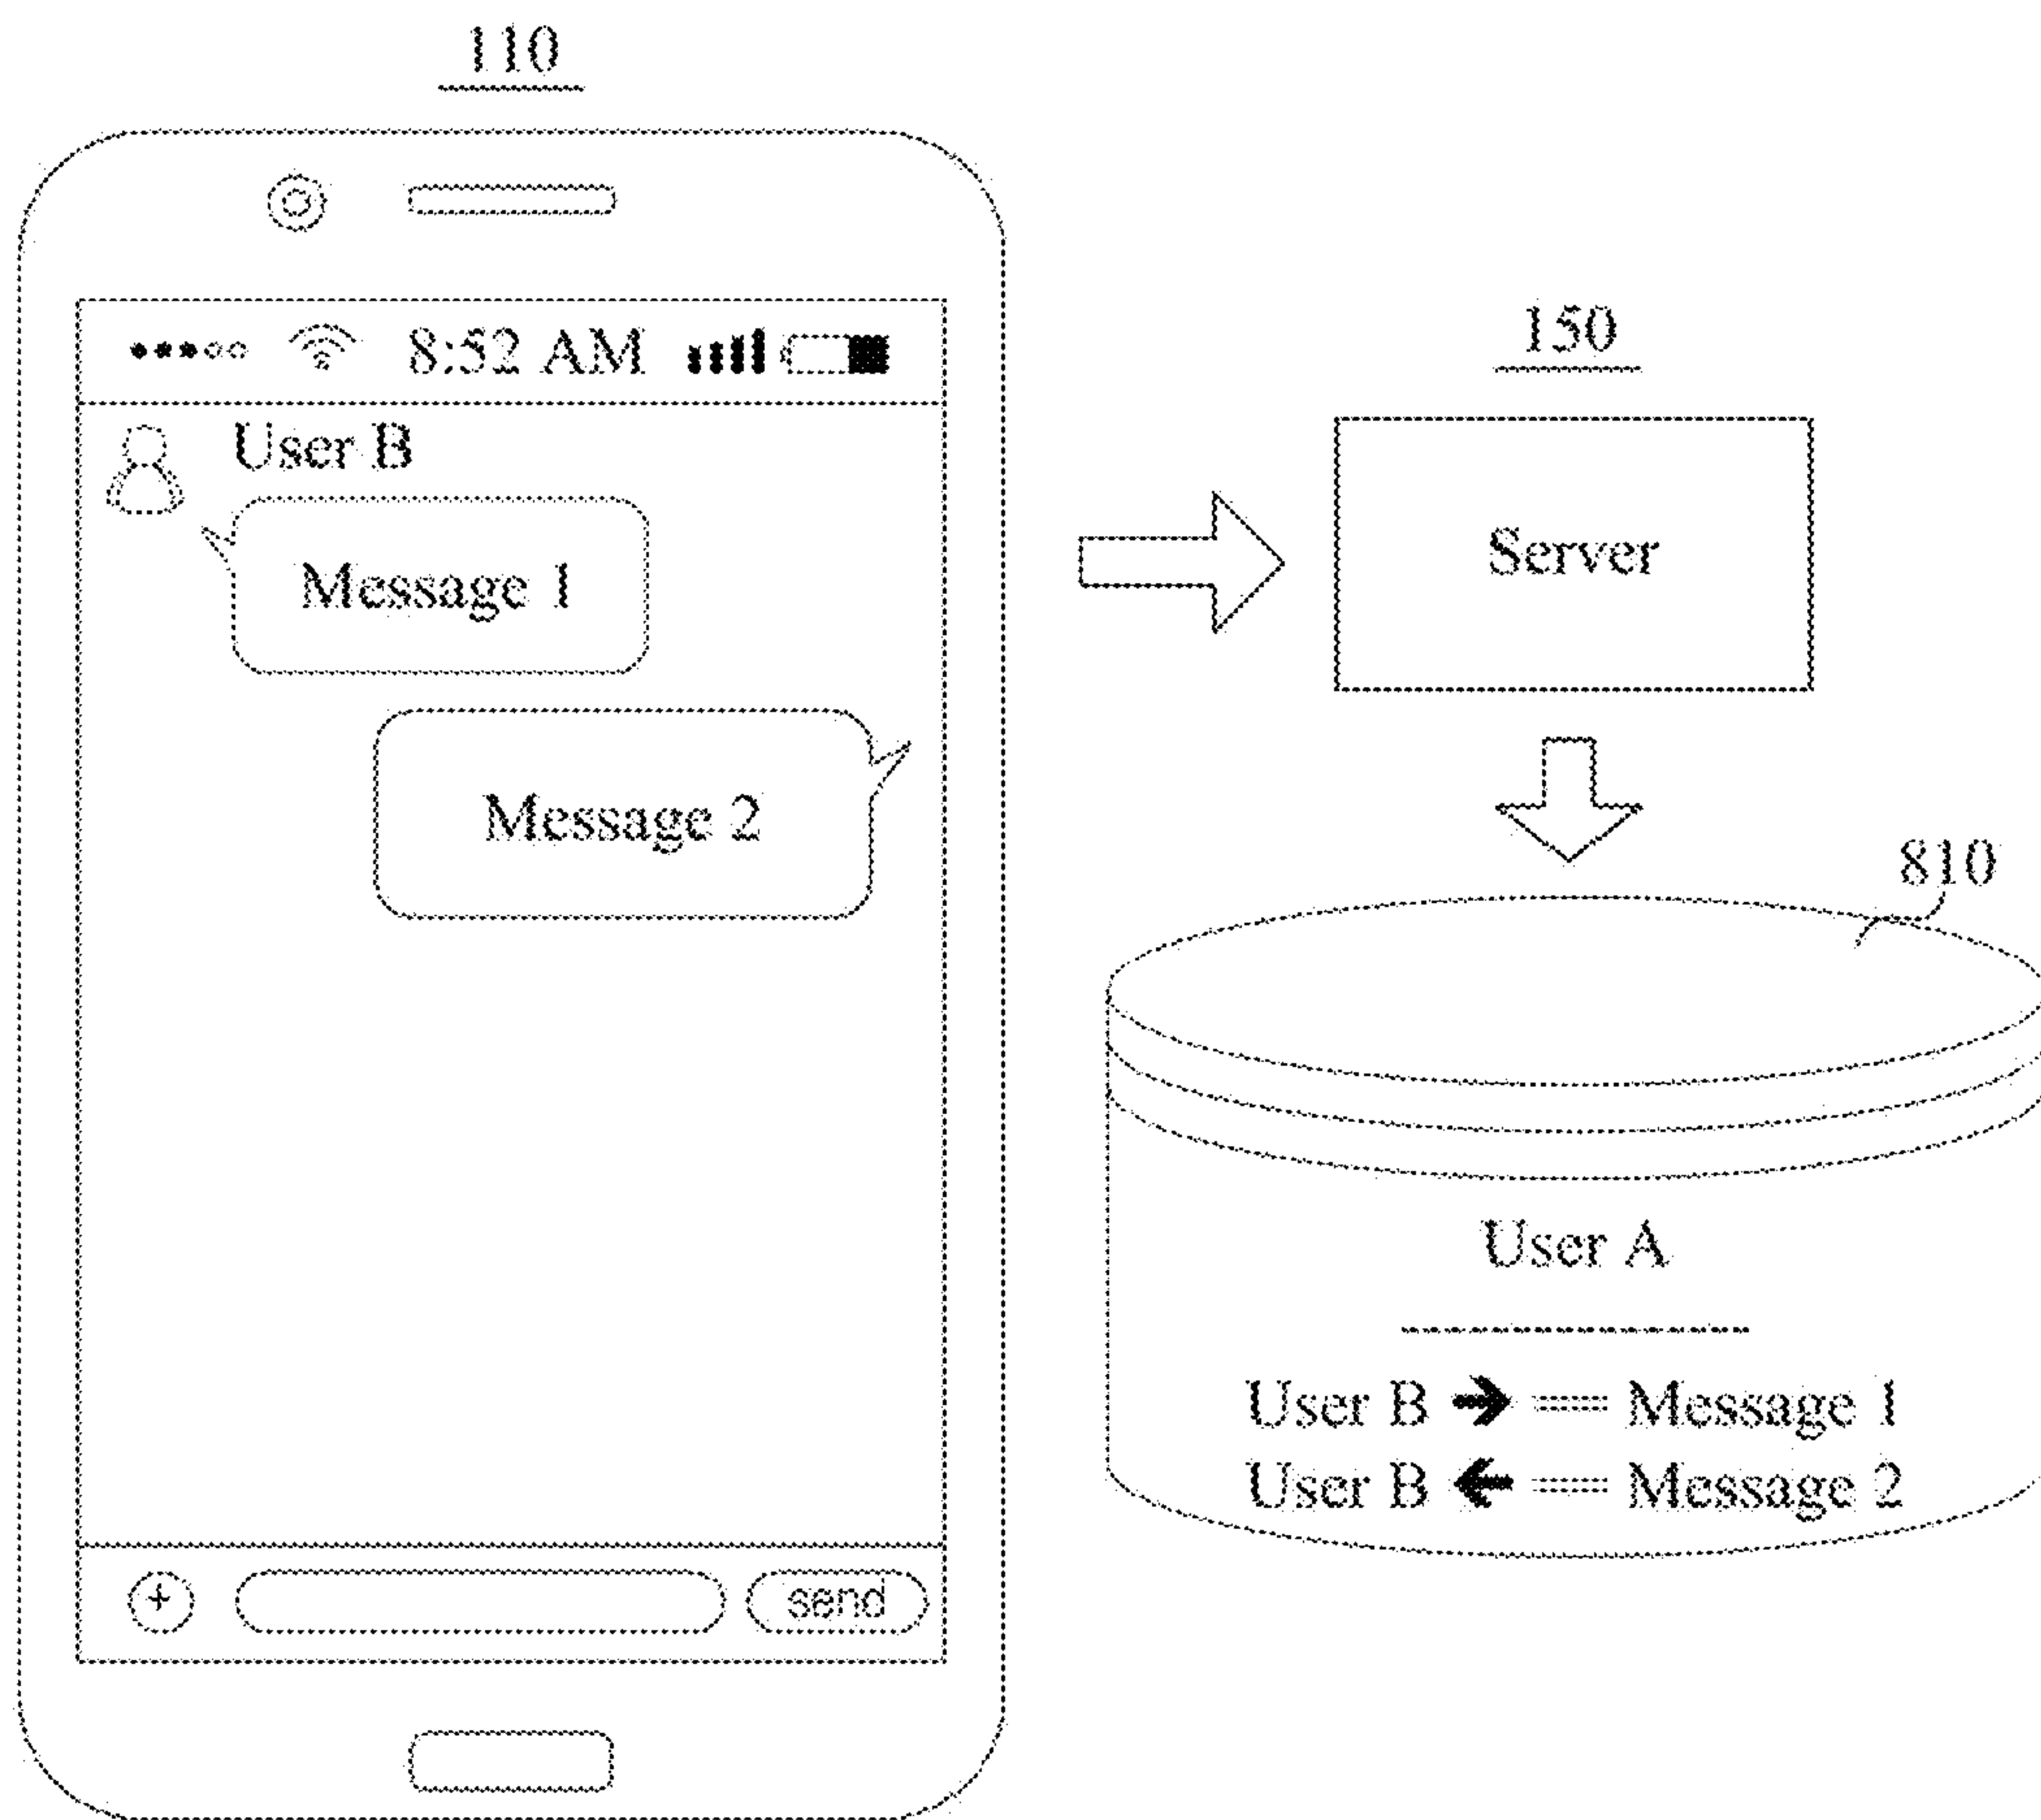 110
8:52 AM
User B
Message 1
Message 2
+
send
150
Server
810
User A
User B → == Message 1
User B ← == Message 2